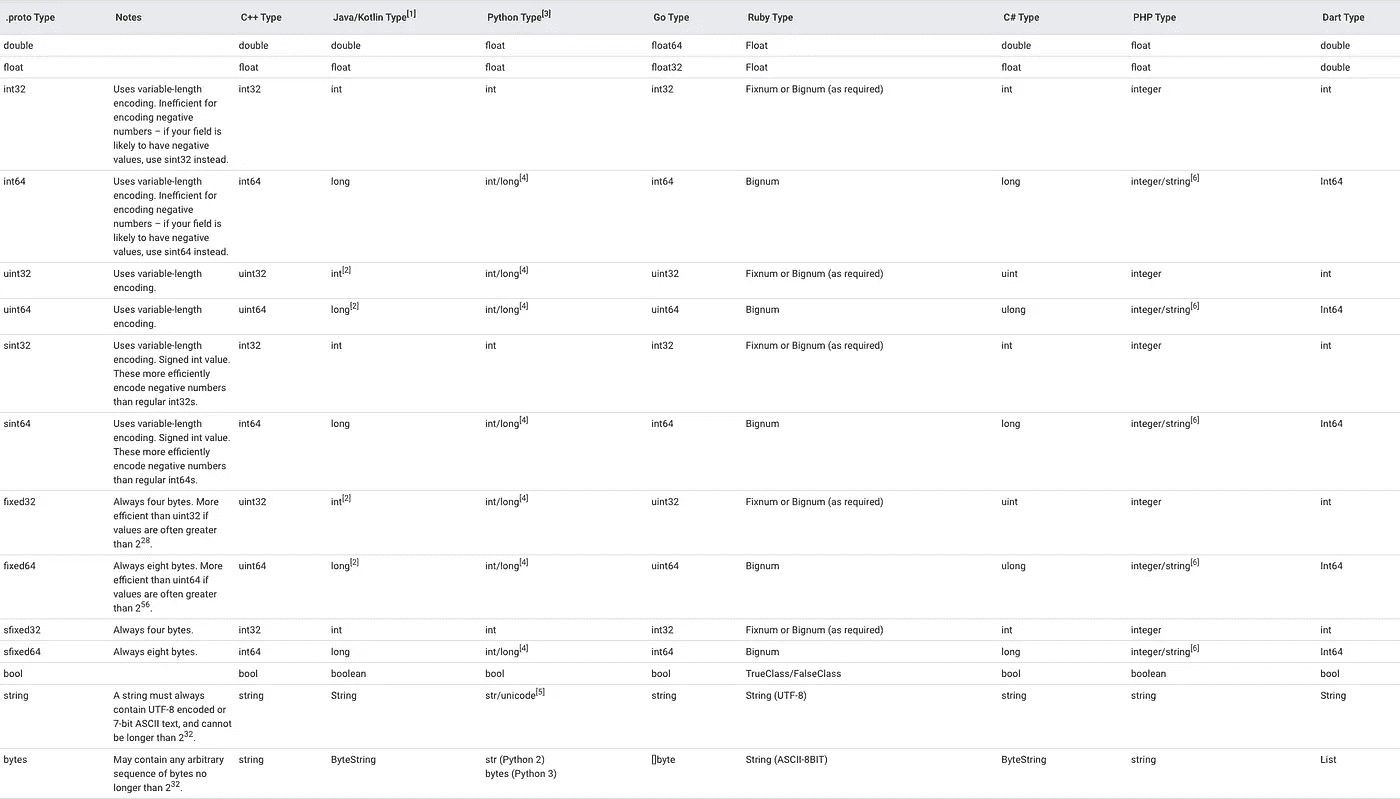 .proto Type Notes C++ Type Java/Kotlin Type[1] Python Type[3] Go Type Ruby Type C# Type PHP Type Dart Type
double double double float float64 Float double float double
float float float float float32 Float float float double
int32 Uses variable-length int32 int int int32 Fixnum or Bignum (as required) int integer int
encoding. Inefficient for
encoding negative
numbers – if your field is
likely to have negative
values, use sint32 instead.
int64 Uses variable-length int64 long int/long[4] int64 Bignum long integer/string[6] Int64
encoding. Inefficient for
encoding negative
numbers – if your field is
likely to have negative
values, use sint64 instead.
uint32 Uses variable-length uint32 int[2] int/long[4] uint32 Fixnum or Bignum (as required) uint integer int
encoding.
uint64 Uses variable-length uint64 long[2] int/long[4] uint64 Bignum ulong integer/string[6] Int64
encoding.
sint32 Uses variable-length int32 int int int32 Fixnum or Bignum (as required) int integer int
encoding. Signed int value.
These more efficiently
encode negative numbers
than regular int32s.
sint64 Uses variable-length int64 long int/long[4] int64 Bignum long integer/string[6] Int64
encoding. Signed int value.
These more efficiently
encode negative numbers
than regular int64s.
fixed32 Always four bytes. More uint32 int[2] int/long[4] uint32 Fixnum or Bignum (as required) uint integer int
efficient than uint32 if
values are often greater
than 2^28.
fixed64 Always eight bytes. More uint64 long[2] int/long[4] uint64 Bignum ulong integer/string[6] Int64
efficient than uint64 if
values are often greater
than 2^56.
sfixed32 Always four bytes. int32 int int int32 Fixnum or Bignum (as required) int integer int
sfixed64 Always eight bytes. int64 long int/long[4] int64 Bignum long integer/string[6] Int64
bool bool boolean bool bool TrueClass/FalseClass bool boolean bool
string A string must always string String str/unicode[5] string String (UTF-8) string string String
contain UTF-8 encoded or
7-bit ASCII text, and cannot
be longer than 2^32.
bytes May contain any arbitrary string ByteString str (Python 2) []byte String (ASCII-8BIT) ByteString string List
sequence of bytes no bytes (Python 3)
longer than 2^32.